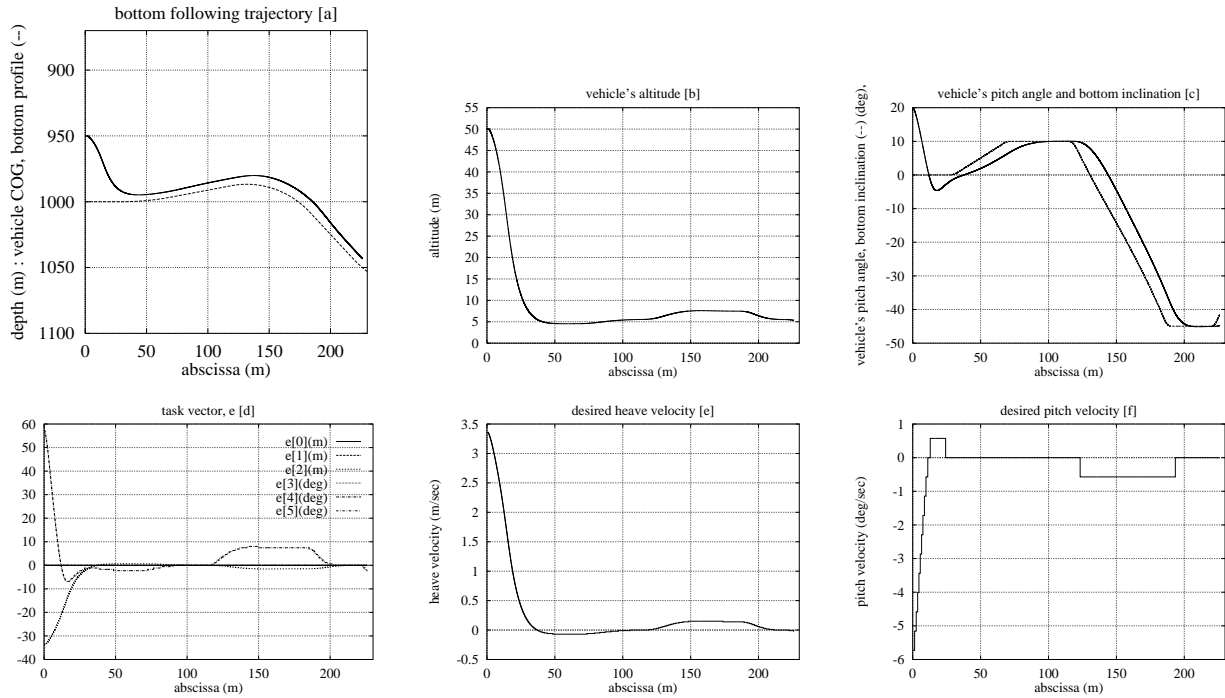 bottom following trajectory [a]
depth (m) : vehicle COG, bottom profile (--)
900
950
1000
1050
1100
0 50 100 150 200
abscissa (m)
vehicle's altitude [b]
altitude (m)
55
50
45
40
35
30
25
20
15
10
5
0
0 50 100 150 200
abscissa (m)
vehicle's pitch angle and bottom inclination [c]
vehicle's pitch angle, bottom inclination (--) (deg),
20
10
0
-10
-20
-30
-40
-50
0 50 100 150 200
abscissa (m)
task vector, e [d]
60
50
40
30
20
10
0
-10
-20
-30
-40
e[0](m)
e[1](m)
e[2](m)
e[3](deg)
e[4](deg)
e[5](deg)
0 50 100 150 200
abscissa (m)
desired heave velocity [e]
heave velocity (m/sec)
3.5
3
2.5
2
1.5
1
0.5
0
-0.5
0 50 100 150 200
abscissa (m)
desired pitch velocity [f]
pitch velocity (deg/sec)
1
0
-1
-2
-3
-4
-5
-6
0 50 100 150 200
abscissa (m)